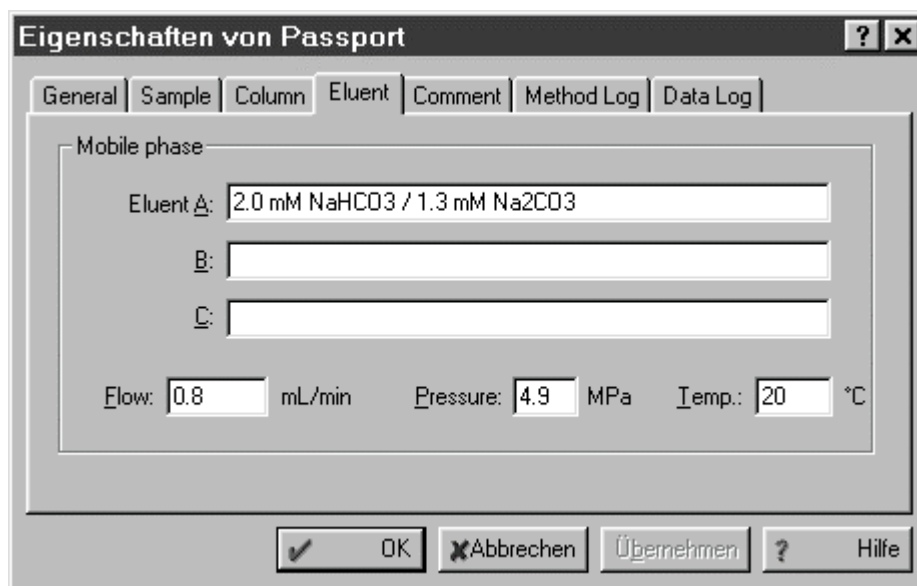 Eigenschaften von Passport ? x
General Sample Column Eluent Comment Method Log Data Log
Mobile phase
Eluent A: 2.0 mM NaHCO3 / 1.3 mM Na2CO3
B:
C:
Flow: 0.8 mL/min Pressure: 4.9 MPa Temp.: 20 °C
OK Abbrechen Übernehmen ? Hilfe